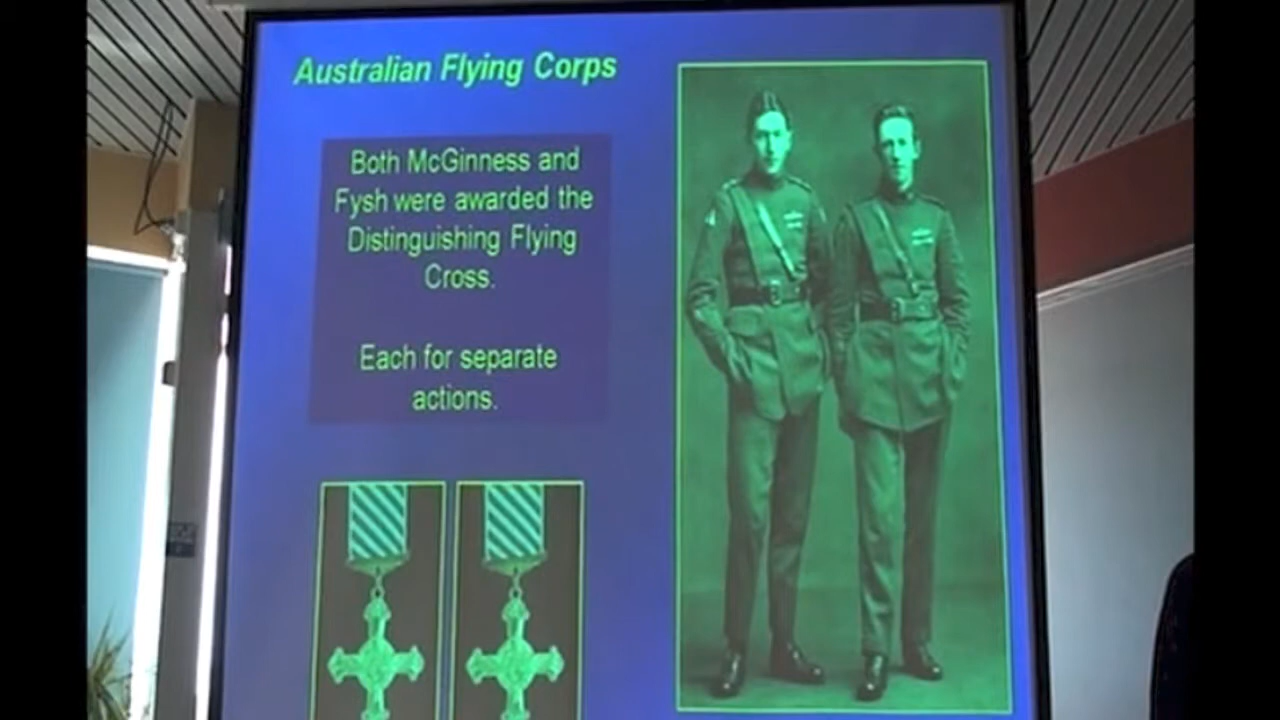 Australian Flying Corps
Both McGinness and
Fysh were awarded the
Distinguishing Flying
Cross.
Each for separate
actions.